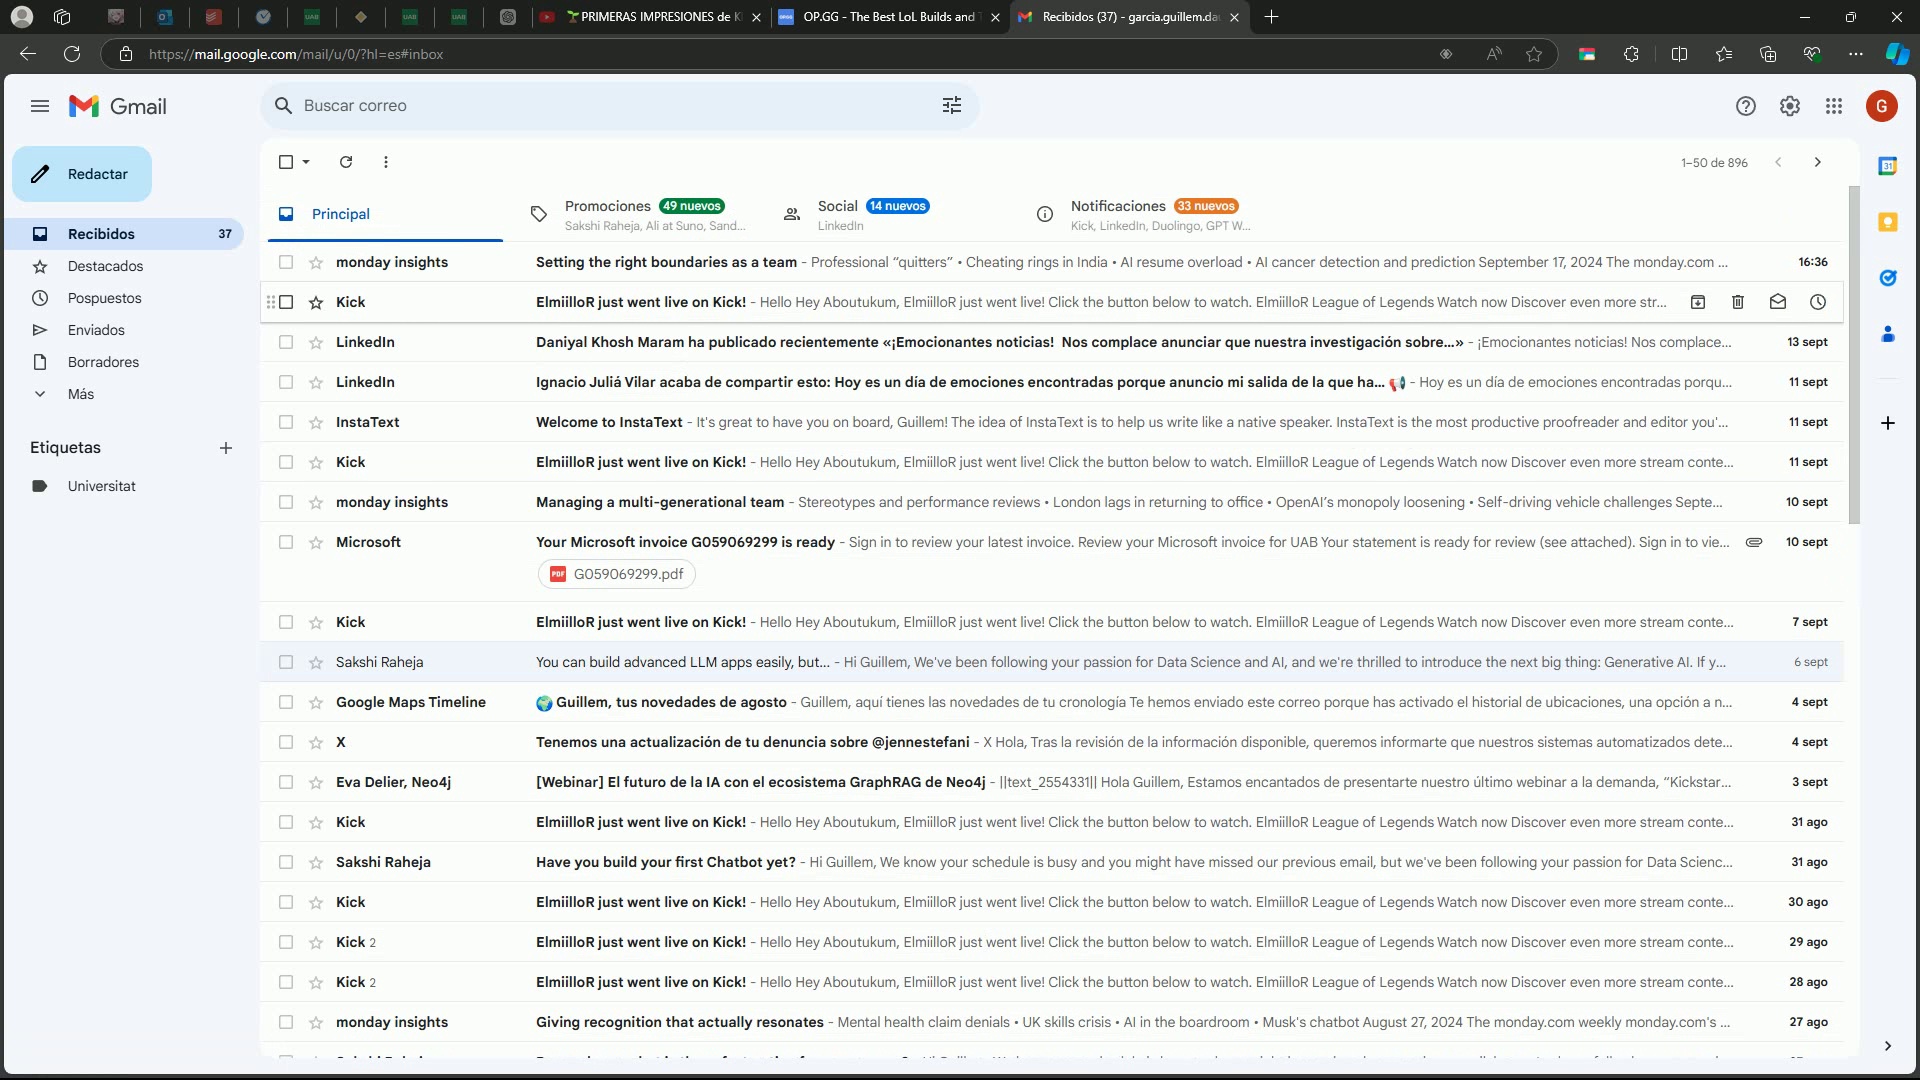 UAB
UAB
UAB
PRIMERAS IMPRESIONES de K
OP.GG - The Best LoL Builds and T
Recibidos (37) - garcia.guillem.da
https://mail.google.com/mail/u/0/?hl=es#inbox
Gmail
Buscar correo
G
Redactar
1–50 de 896
Principal
Promociones 49 nuevos
Sakshi Raheja, Ali at Suno, Sand...
Social 14 nuevos
LinkedIn
Notificaciones 33 nuevos
Kick, LinkedIn, Duolingo, GPT W...
Recibidos 37
Destacados
Pospuestos
Enviados
Borradores
Más
Etiquetas
Universitat
monday insights Setting the right boundaries as a team - Professional “quitters” • Cheating rings in India • AI resume overload • AI cancer detection and prediction September 17, 2024 The monday.com ... 16:36
Kick ElmiilloR just went live on Kick! - Hello Hey Aboutukum, ElmiilloR just went live! Click the button below to watch. ElmiilloR League of Legends Watch now Discover even more str...
LinkedIn Daniyal Khosh Maram ha publicado recientemente «¡Emocionantes noticias! Nos complace anunciar que nuestra investigación sobre...» - ¡Emocionantes noticias! Nos complace... 13 sept
LinkedIn Ignacio Juliá Vilar acaba de compartir esto: Hoy es un día de emociones encontradas porque anuncio mi salida de la que ha... 📢 - Hoy es un día de emociones encontradas porqu... 11 sept
InstaText Welcome to InstaText - It's great to have you on board, Guillem! The idea of InstaText is to help us write like a native speaker. InstaText is the most productive proofreader and editor you'... 11 sept
Kick ElmiilloR just went live on Kick! - Hello Hey Aboutukum, ElmiilloR just went live! Click the button below to watch. ElmiilloR League of Legends Watch now Discover even more stream conte... 11 sept
monday insights Managing a multi-generational team - Stereotypes and performance reviews • London lags in returning to office • OpenAI’s monopoly loosening • Self-driving vehicle challenges Septe... 10 sept
Microsoft Your Microsoft invoice G059069299 is ready - Sign in to review your latest invoice. Review your Microsoft invoice for UAB Your statement is ready for review (see attached). Sign in to vie... 10 sept
PDF G059069299.pdf
Kick ElmiilloR just went live on Kick! - Hello Hey Aboutukum, ElmiilloR just went live! Click the button below to watch. ElmiilloR League of Legends Watch now Discover even more stream conte... 7 sept
Sakshi Raheja You can build advanced LLM apps easily, but... - Hi Guillem, We've been following your passion for Data Science and AI, and we're thrilled to introduce the next big thing: Generative AI. If y... 6 sept
Google Maps Timeline 🌍 Guillem, tus novedades de agosto - Guillem, aquí tienes las novedades de tu cronología Te hemos enviado este correo porque has activado el historial de ubicaciones, una opción a n... 4 sept
X Tenemos una actualización de tu denuncia sobre @jennestefani - X Hola, Tras la revisión de la información disponible, queremos informarte que nuestros sistemas automatizados dete... 4 sept
Eva Delier, Neo4j [Webinar] El futuro de la IA con el ecosistema GraphRAG de Neo4j - ||text_2554331|| Hola Guillem, Estamos encantados de presentarte nuestro último webinar a la demanda, “Kickstar... 3 sept
Kick ElmiilloR just went live on Kick! - Hello Hey Aboutukum, ElmiilloR just went live! Click the button below to watch. ElmiilloR League of Legends Watch now Discover even more stream conte... 31 ago
Sakshi Raheja Have you build your first Chatbot yet? - Hi Guillem, We know your schedule is busy and you might have missed our previous email, but we've been following your passion for Data Scienc... 31 ago
Kick ElmiilloR just went live on Kick! - Hello Hey Aboutukum, ElmiilloR just went live! Click the button below to watch. ElmiilloR League of Legends Watch now Discover even more stream conte... 30 ago
Kick 2 ElmiilloR just went live on Kick! - Hello Hey Aboutukum, ElmiilloR just went live! Click the button below to watch. ElmiilloR League of Legends Watch now Discover even more stream conte... 29 ago
Kick 2 ElmiilloR just went live on Kick! - Hello Hey Aboutukum, ElmiilloR just went live! Click the button below to watch. ElmiilloR League of Legends Watch now Discover even more stream conte... 28 ago
monday insights Giving recognition that actually resonates - Mental health claim denials • UK skills crisis • AI in the boardroom • Musk's chatbot August 27, 2024 The monday.com weekly monday.com's ... 27 ago